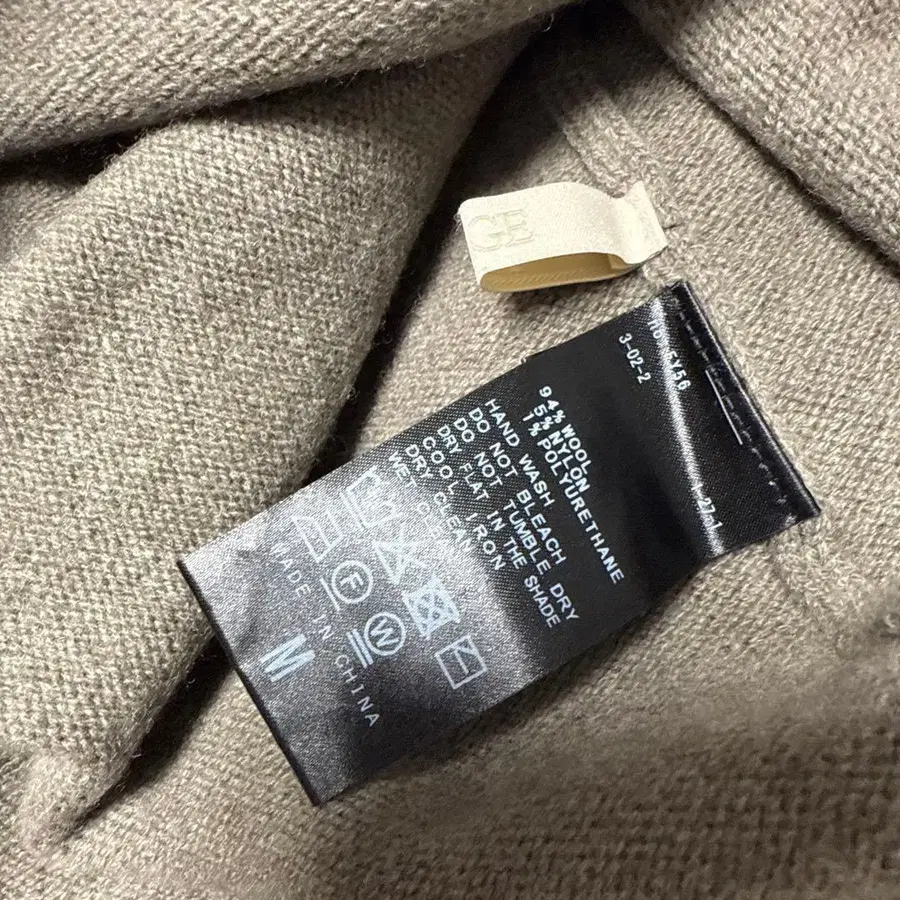 GE
3-02-2
94% WOOL
5% NYLON
1% POLYURETHANE
HAND WASH
DO NOT BLEACH
DO NOT TUMBLE DRY
DRY FLAT IN THE SHADE
COOL IRON
DRY CLEAN
WET CLEAN
F
W
MADE IN CHINA
M